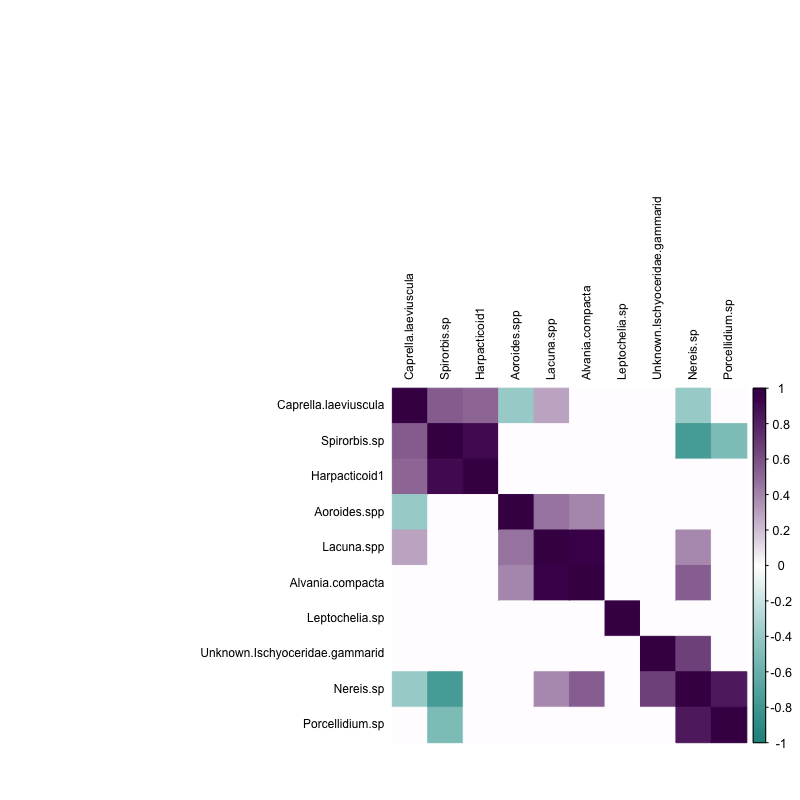 Caprella.laeviuscula
Spirorbis.sp
Harpacticoid1
Aoroides.spp
Lacuna.spp
Alvania.compacta
Leptochelia.sp
Unknown.Ischyoceridae.gammarid
Nereis.sp
Porcellidium.sp
Caprella.laeviuscula
Spirorbis.sp
Harpacticoid1
Aoroides.spp
Lacuna.spp
Alvania.compacta
Leptochelia.sp
Unknown.Ischyoceridae.gammarid
Nereis.sp
Porcellidium.sp
1
0.8
0.6
0.4
0.2
0
-0.2
-0.4
-0.6
-0.8
-1